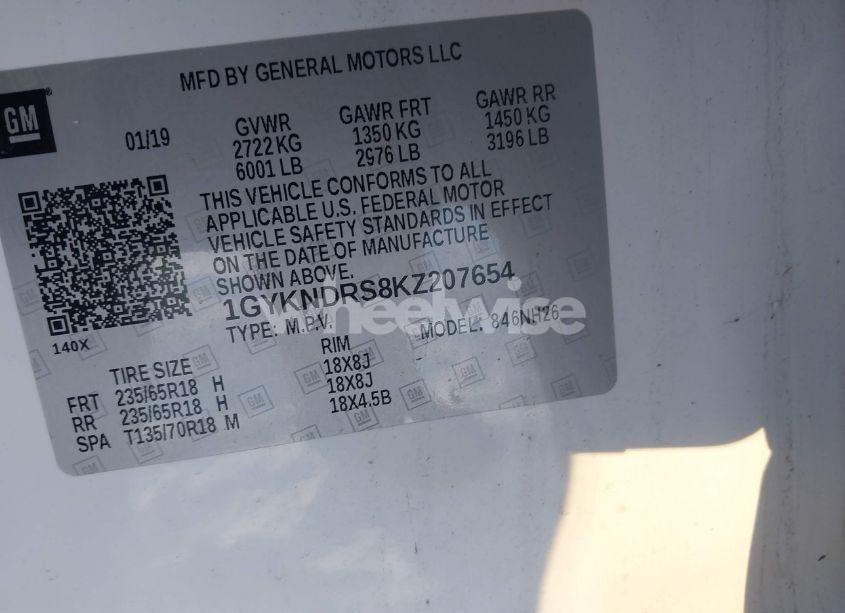 MFD BY GENERAL MOTORS LLC
GM
01/19
GVWR
2722 KG
6001 LB
GAWR FRT
1350 KG
2976 LB
GAWR RR
1450 KG
3196 LB
THIS VEHICLE CONFORMS TO ALL
APPLICABLE U.S. FEDERAL MOTOR
VEHICLE SAFETY STANDARDS IN EFFECT
ON THE DATE OF MANUFACTURE
SHOWN ABOVE.
1GYKNDRS8KZ207654
TYPE: M.P.V. MODEL: 846NH26
wheelwise
140X
TIRE SIZE RIM
FRT 235/65R18 H 18X8J
RR 235/65R18 H 18X8J
SPA T135/70R18 M 18X4.5B